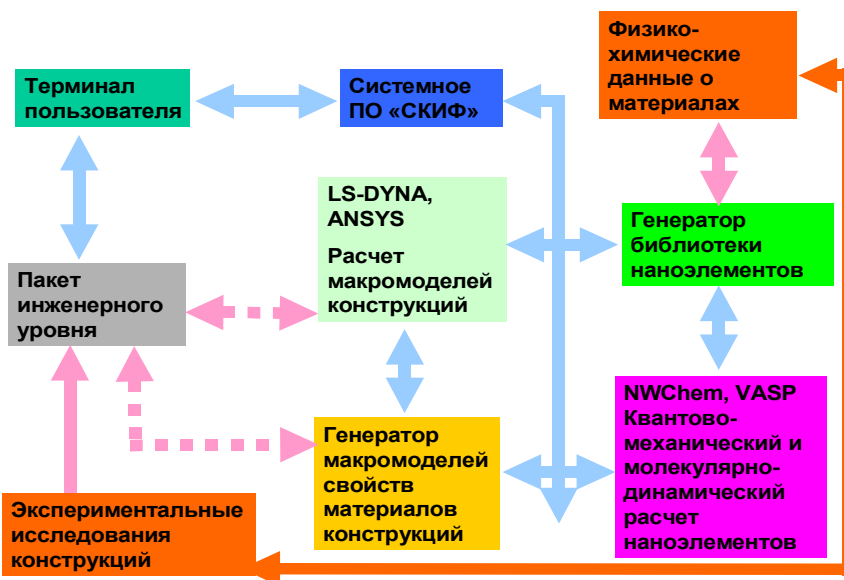 Терминал
пользователя
Системное
ПО «СКИФ»
Физико-
химические
данные о
материалах
LS-DYNA,
ANSYS
Расчет
макромоделей
конструкций
Генератор
библиотеки
наноэлементов
Пакет
инженерного
уровня
Генератор
макромоделей
свойств
материалов
конструкций
NWChem, VASP
Квантово-
механический и
молекулярно-
динамический
расчет
наноэлементов
Экспериментальные
исследования
конструкций